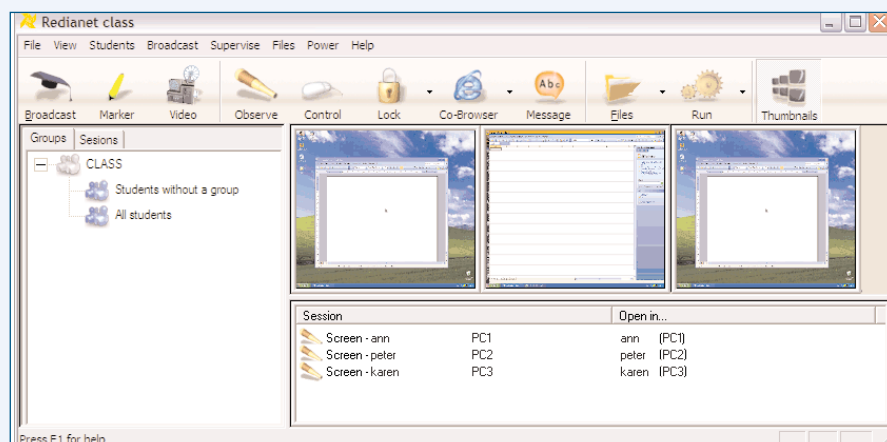 Redianet class
File View Students Broadcast Supervise Files Power Help
Broadcast Marker Video Observe Control Lock Co-Browser Message Files Run Thumbnails
Abc
Groups Sesions
CLASS
Students without a group
All students
Session Open in...
Screen - ann PC1 ann (PC1)
Screen - peter PC2 peter (PC2)
Screen - karen PC3 karen (PC3)
Press F1 for help